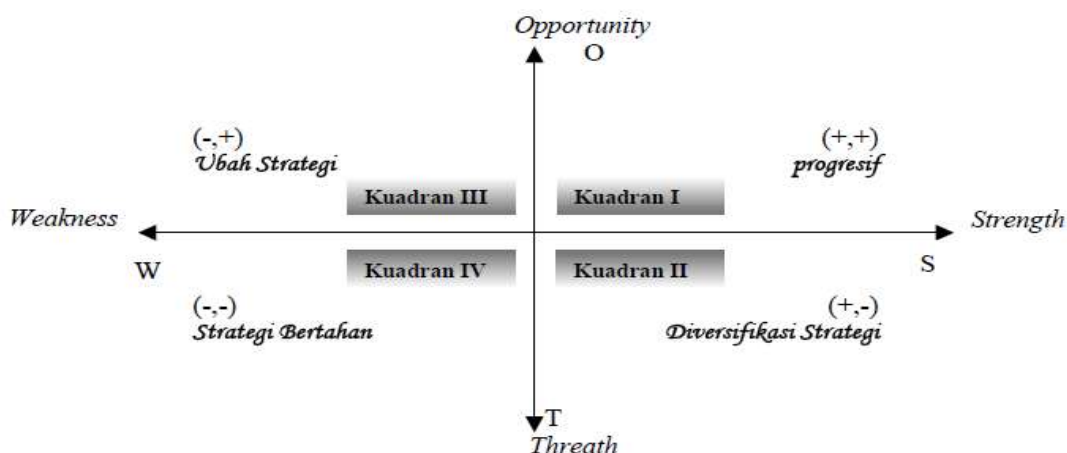 Opportunity
O
(-,+)
Ubah Strategi
(+,+)
progresif
Kuadran III
Kuadran I
Weakness
Strength
W
Kuadran IV
Kuadran II
S
(-,-)
Strategi Bertahan
(+,-)
Diversifikasi Strategi
T
Threath